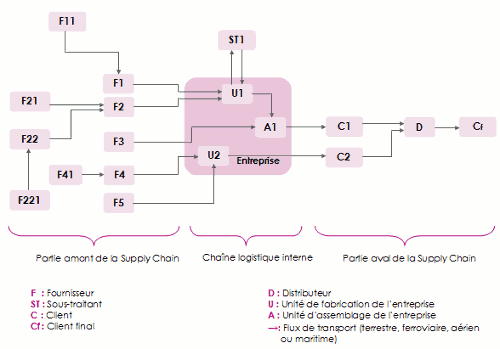 F11
ST1
F1
U1
F21
F2
F22
F3
A1
C1
D
Cf
U2
Entreprise
C2
F41
F4
F221
F5
Partie amont de la Supply Chain
Chaîne logistique interne
Partie aval de la Supply Chain
F : Fournisseur
ST : Sous-traitant
C : Client
Cf : Client final
D : Distributeur
U : Unité de fabrication de l'entreprise
A : Unité d'assemblage de l'entreprise
→: Flux de transport (terrestre, ferroviaire, aérien
ou maritime)